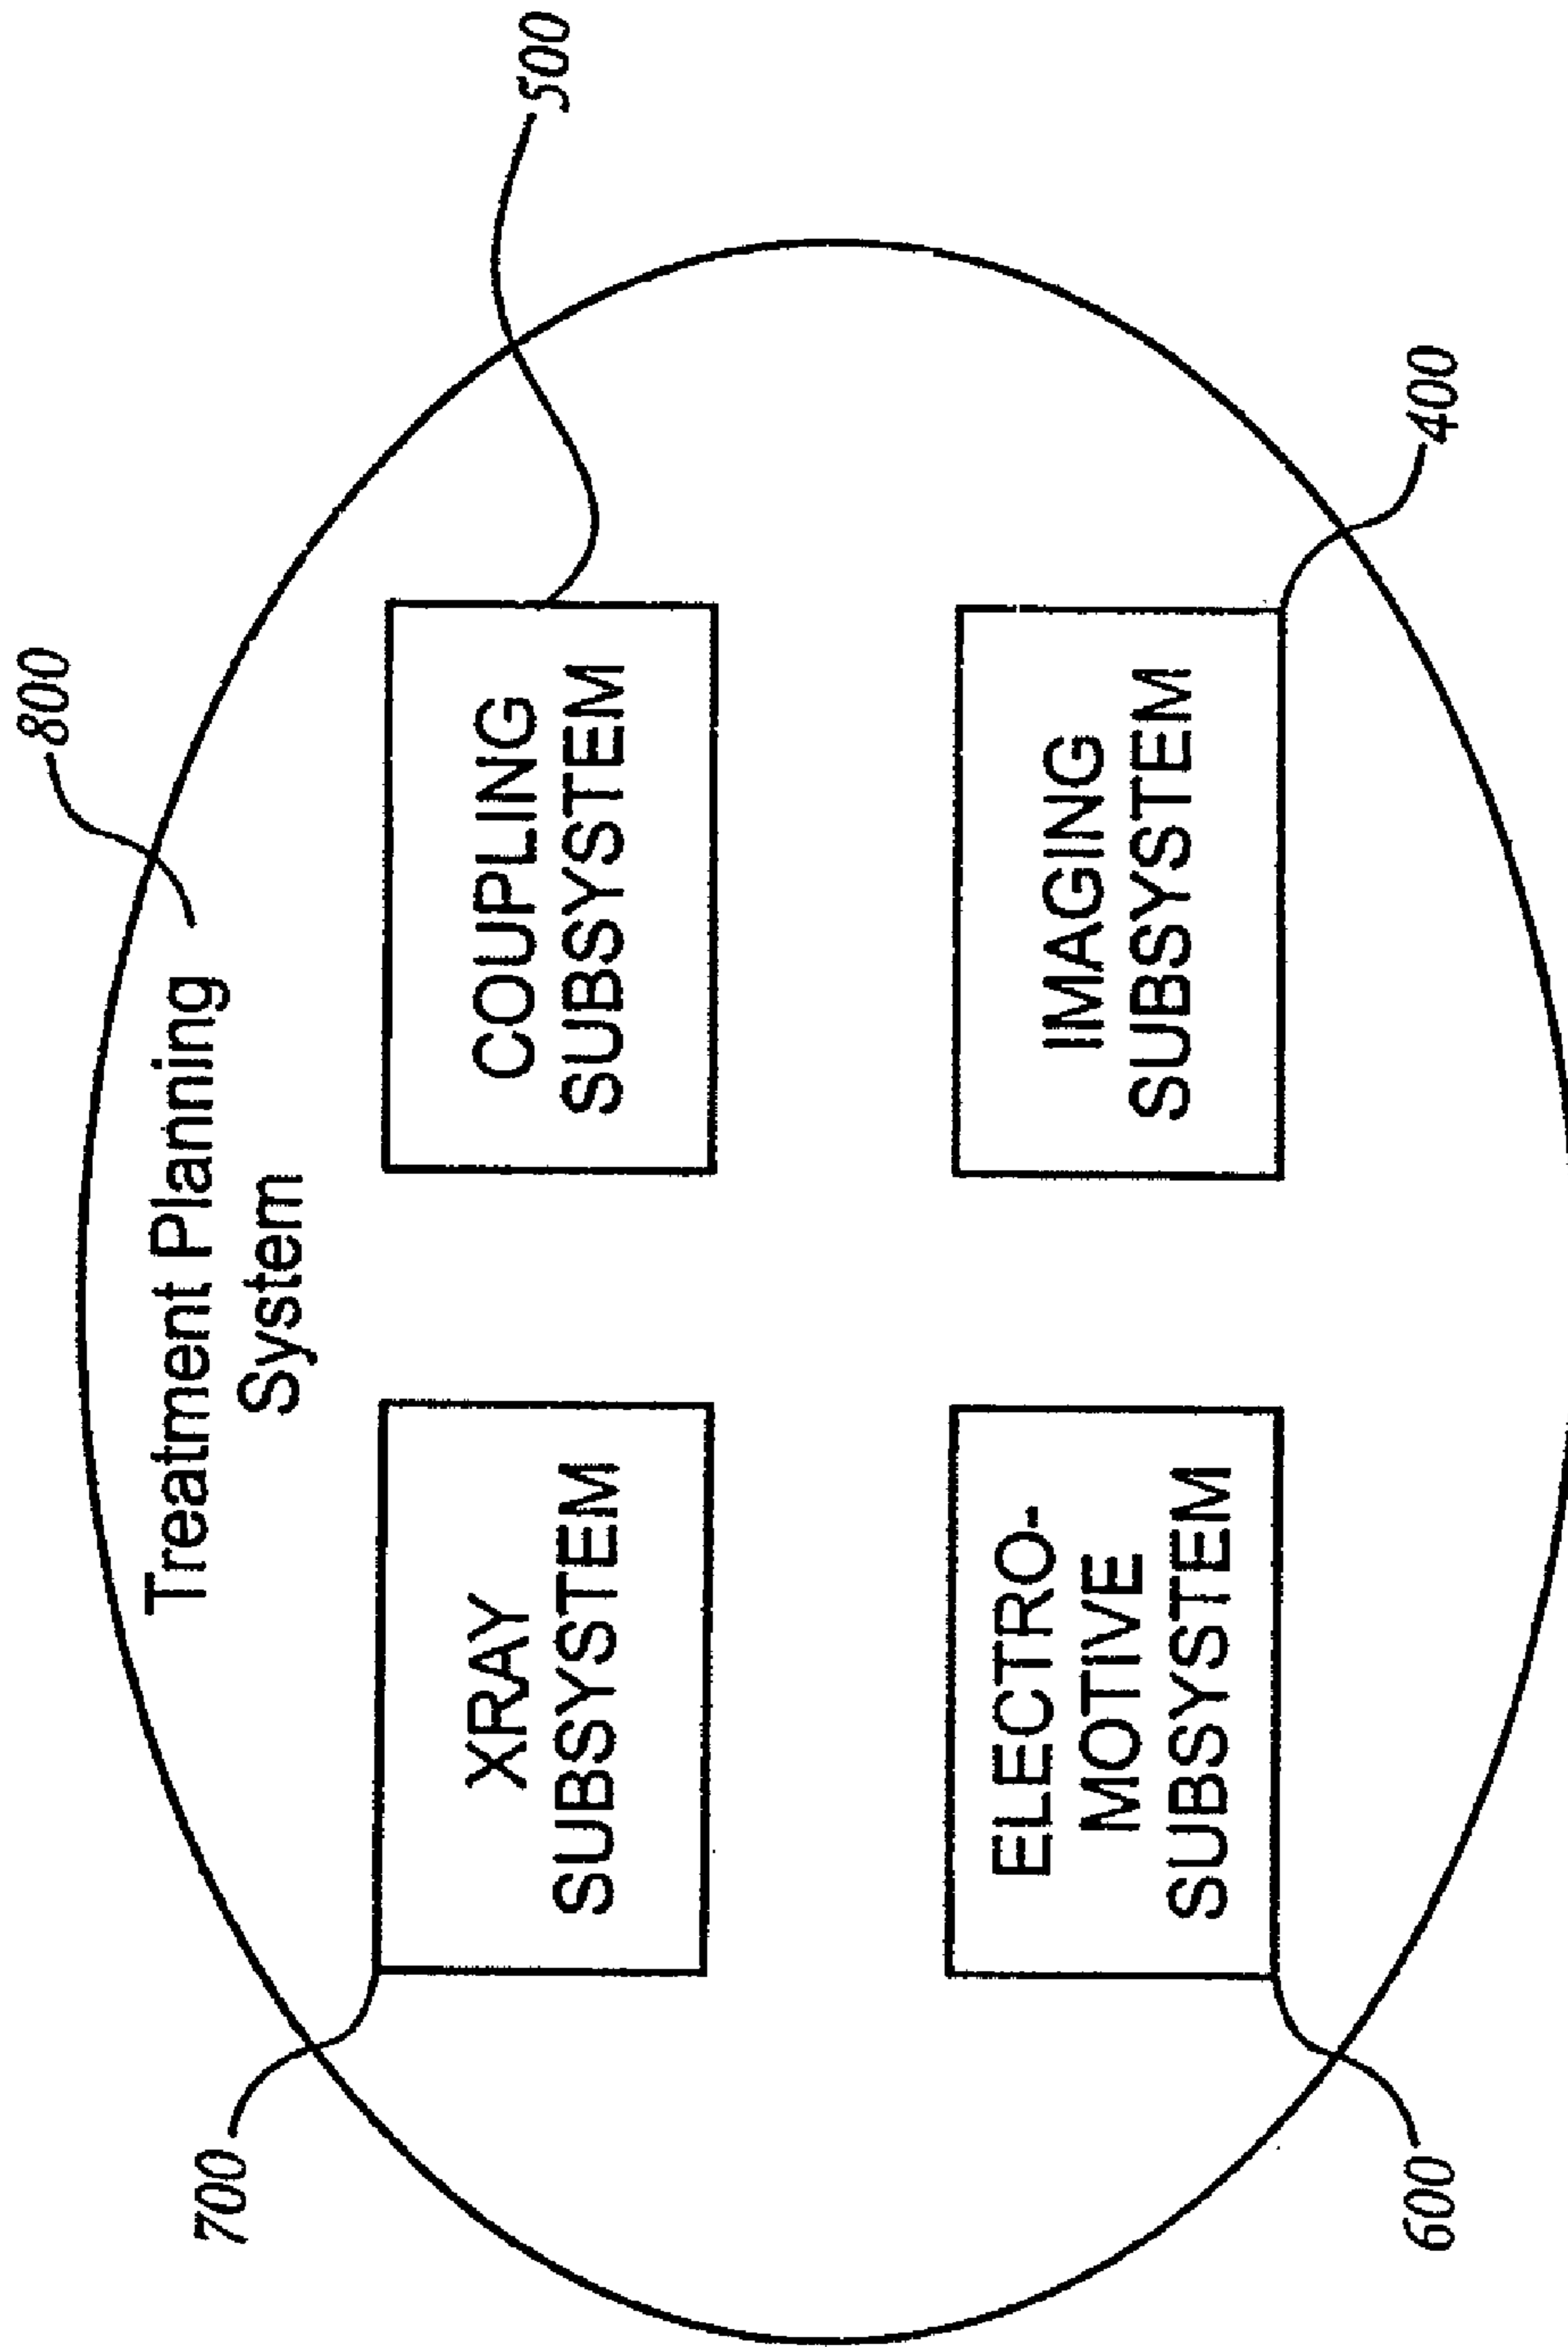 800
Treatment Planning
System
500
700
XRAY
SUBSYSTEM
COUPLING
SUBSYSTEM
ELECTRO-
MOTIVE
SUBSYSTEM
IMAGING
SUBSYSTEM
600
400